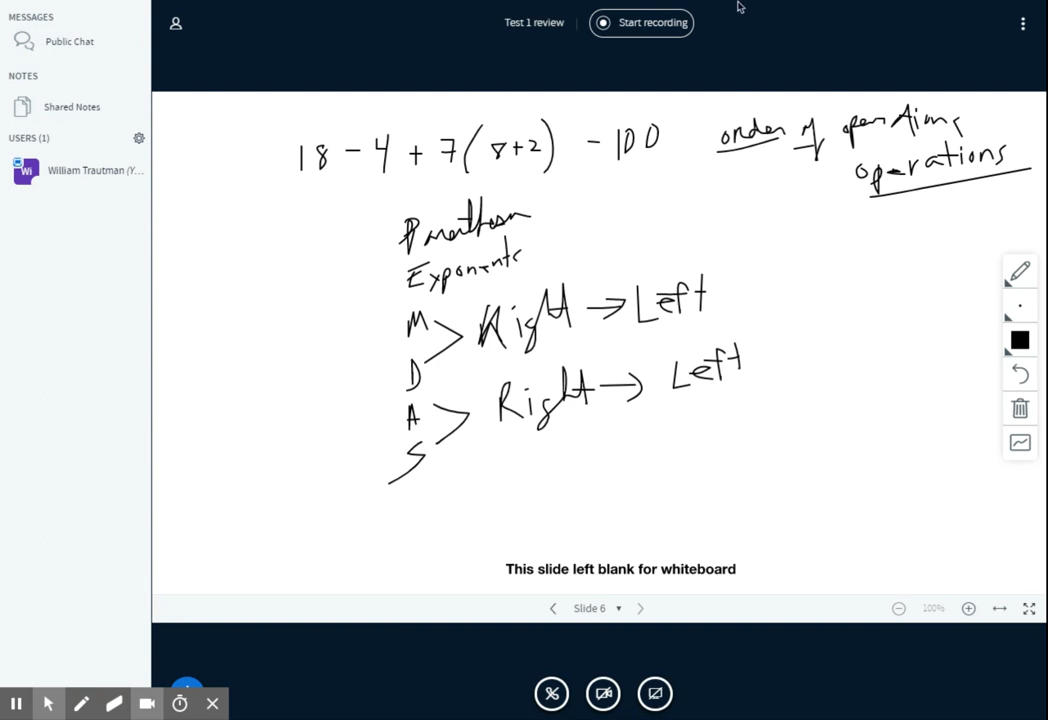 MESSAGES
Public Chat
NOTES
Shared Notes
USERS (1)
Wi William Trautman (Y...
Test 1 review
Start recording
18 - 4 + 7(8+2) - 100
order of operations
operations
Exponents
M > Right → Left
D
A > Right → Left
S
This slide left blank for whiteboard
Slide 6
100%